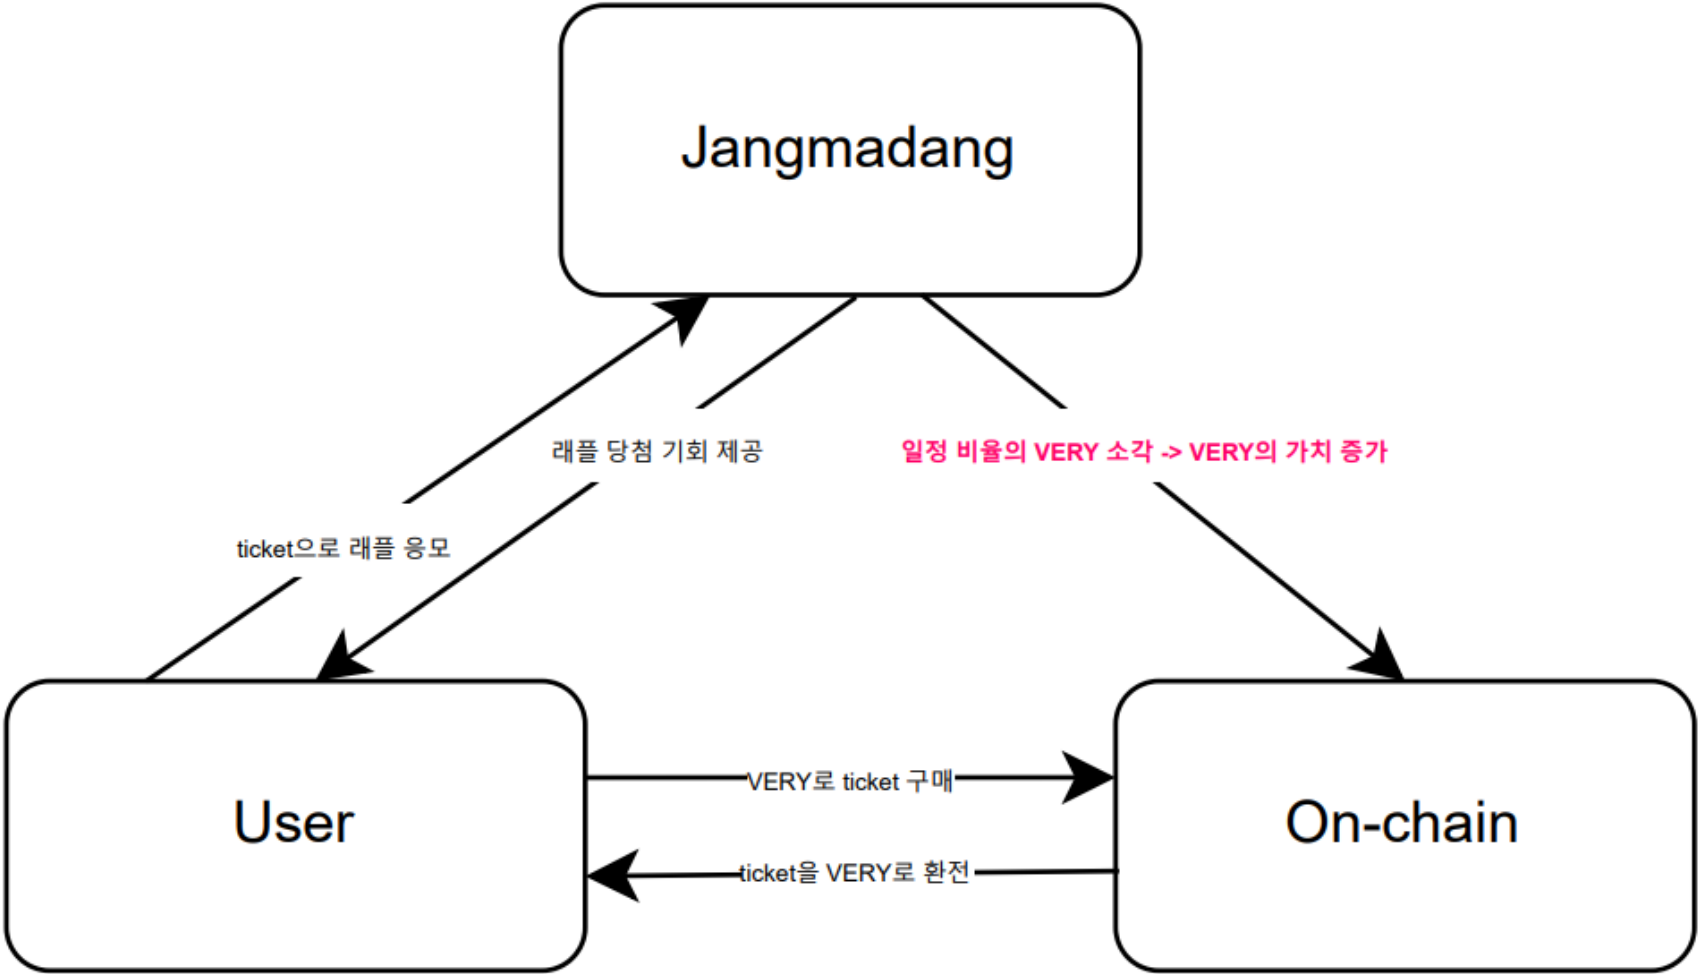 Jangmadang
래플 당첨 기회 제공
일정 비율의 VERY 소각 -> VERY의 가치 증가
ticket으로 래플 응모
VERY로 ticket 구매
User
On-chain
ticket을 VERY로 환전